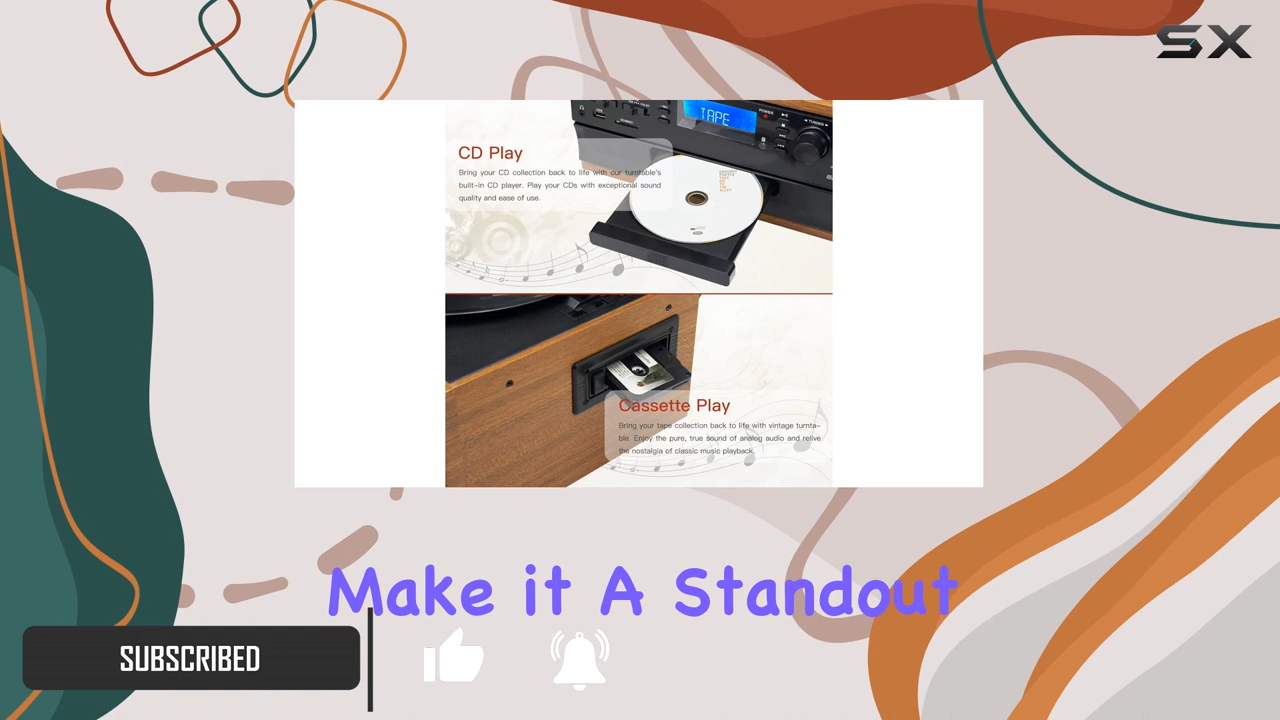 SX
TAPE
POWER
TUNING
CD Play
Bring your CD collection back to life with our turntable's
built-in CD player. Play your CDs with exceptional sound
quality and ease of use.
Cassette Play
Bring your tape collection back to life with vintage turnta-
ble. Enjoy the pure, true sound of analog audio and relive
the nostalgia of classic music playback.
Make it A Standout
SUBSCRIBED